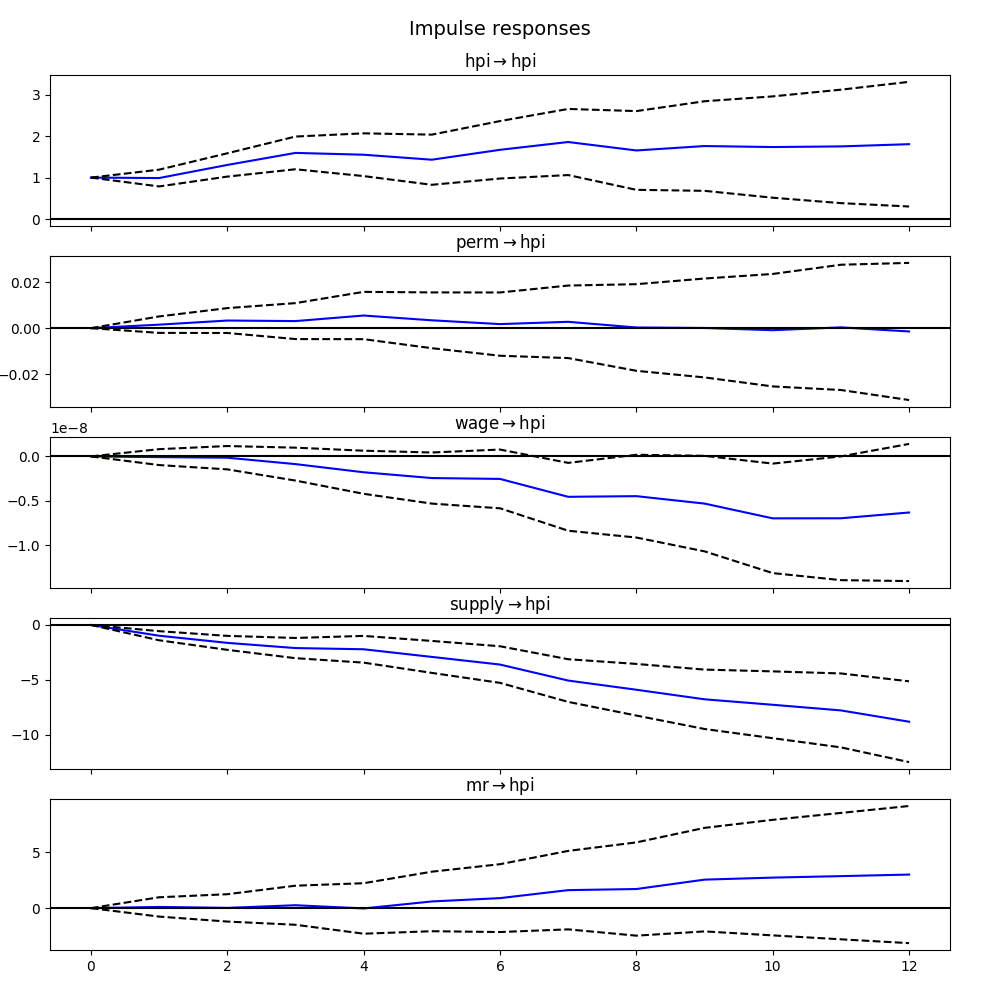 Impulse responses
hpi → hpi
3
2
1
0
perm → hpi
0.02
0.00
−0.02
wage → hpi
1e−8
0.0
−0.5
−1.0
supply → hpi
0
−5
−10
mr → hpi
5
0
0 2 4 6 8 10 12